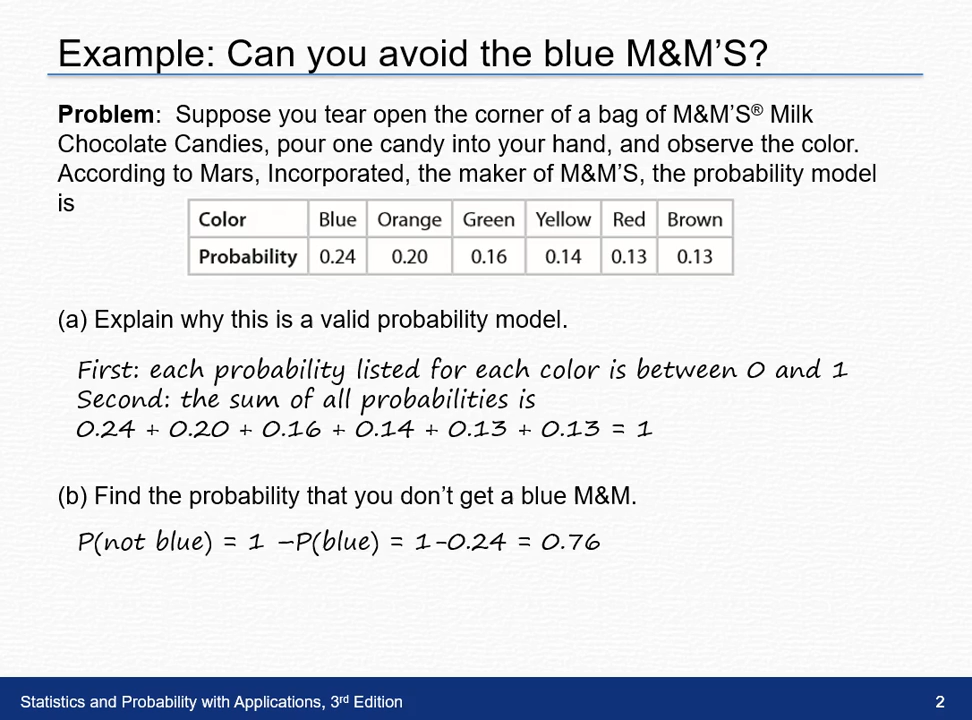 Example: Can you avoid the blue M&M’S?
Problem: Suppose you tear open the corner of a bag of M&M’S® Milk
Chocolate Candies, pour one candy into your hand, and observe the color.
According to Mars, Incorporated, the maker of M&M’S, the probability model
is
Color Blue Orange Green Yellow Red Brown
Probability 0.24 0.20 0.16 0.14 0.13 0.13
(a) Explain why this is a valid probability model.
First: each probability listed for each color is between 0 and 1
Second: the sum of all probabilities is
0.24 + 0.20 + 0.16 + 0.14 + 0.13 + 0.13 = 1
(b) Find the probability that you don’t get a blue M&M.
P(not blue) = 1 –P(blue) = 1-0.24 = 0.76
Statistics and Probability with Applications, 3rd Edition
2